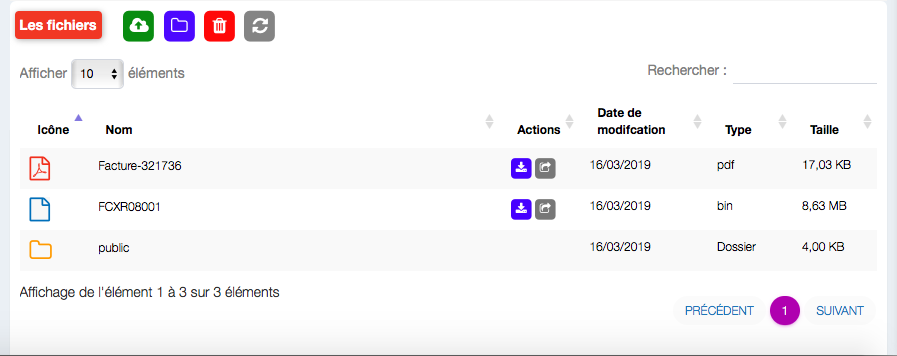 Les fichiers
Afficher 10 éléments
Rechercher :
Icône Nom Actions Date de modifcation Type Taille
Facture-321736 16/03/2019 pdf 17,03 KB
FCXR08001 16/03/2019 bin 8,63 MB
public 16/03/2019 Dossier 4,00 KB
Affichage de l'élément 1 à 3 sur 3 éléments
PRÉCÉDENT 1 SUIVANT